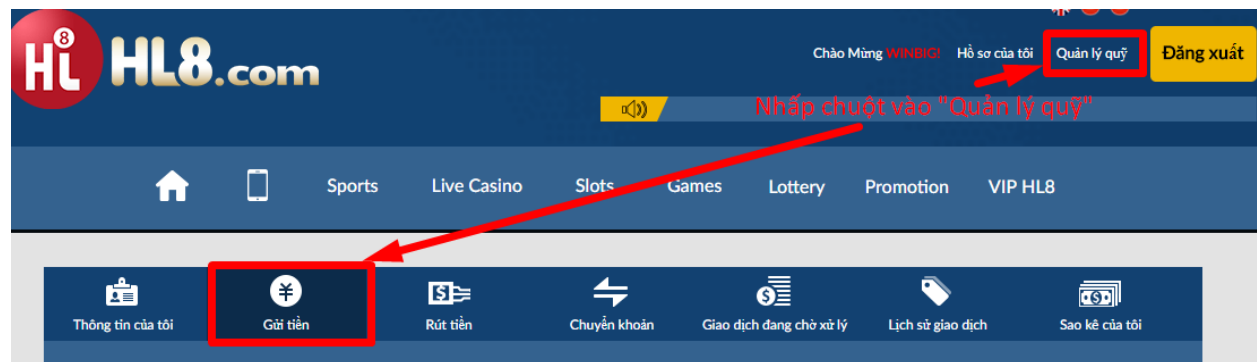 Hi8 HL8.com
Chào Mừng WINBIG! Hồ sơ của tôi Quản lý quỹ Đăng xuất
Nhấp chuột vào "Quản lý quỹ"
Sports Live Casino Slots Games Lottery Promotion VIP HL8
Thông tin của tôi Gửi tiền Rút tiền Chuyển khoản Giao dịch đang chờ xử lý Lịch sử giao dịch Sao kê của tôi